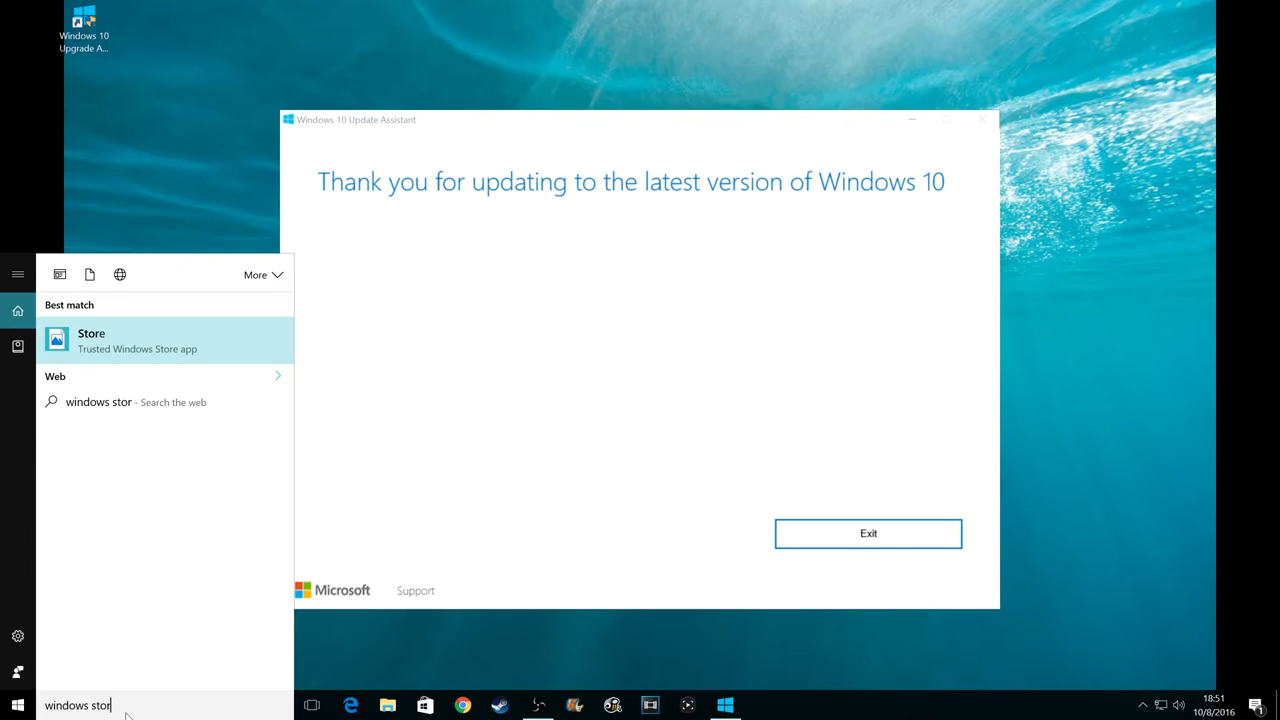 Windows 10
Upgrade A...
Windows 10 Update Assistant
Thank you for updating to the latest version of Windows 10
Exit
Microsoft Support
More
Best match
Store
Trusted Windows Store app
Web
windows stor - Search the web
windows stor
18:51
10/8/2016
1